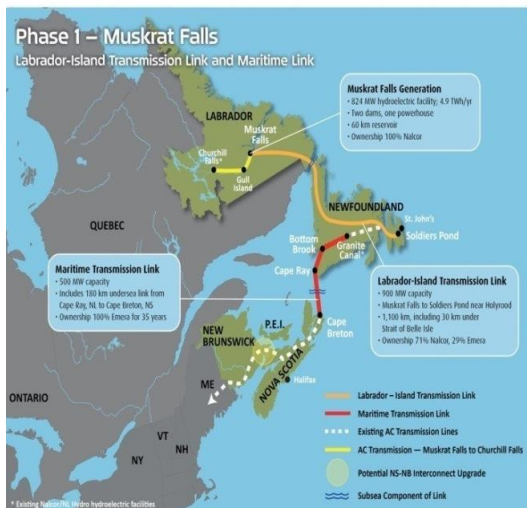 Phase 1 – Muskrat Falls
Labrador-Island Transmission Link and Maritime Link
Muskrat Falls Generation
• 824 MW hydroelectric facility; 4.9 TWh/yr
• Two dams, one powerhouse
• 60 km reservoir
• Ownership 100% Nalcor
LABRADOR
Muskrat
Falls
Churchill
Falls*
Gull
Island
QUEBEC
NEWFOUNDLAND
St. John's
Soldiers Pond
Bottom
Brook
Granite
Canal*
Cape Ray
Maritime Transmission Link
• 500 MW capacity
• Includes 180 km undersea link from
Cape Ray, NL to Cape Breton, NS
• Ownership 100% Emera for 35 years
Labrador-Island Transmission Link
• 900 MW capacity
• Muskrat Falls to Soldiers Pond near Holyrood
• 1,100 km, including 30 km under
Strait of Belle Isle
• Ownership 71% Nalcor, 29% Emera
P.E.I.
Cape
Breton
NEW
BRUNSWICK
NOVA SCOTIA
Halifax
ME
ONTARIO
VT
NH
NY
Labrador – Island Transmission Link
Maritime Transmission Link
Existing AC Transmission Lines
AC Transmission — Muskrat Falls to Churchill Falls
Potential NS-NB Interconnect Upgrade
Subsea Component of Link
* Existing Nalcor/NL Hydro hydroelectric facilities